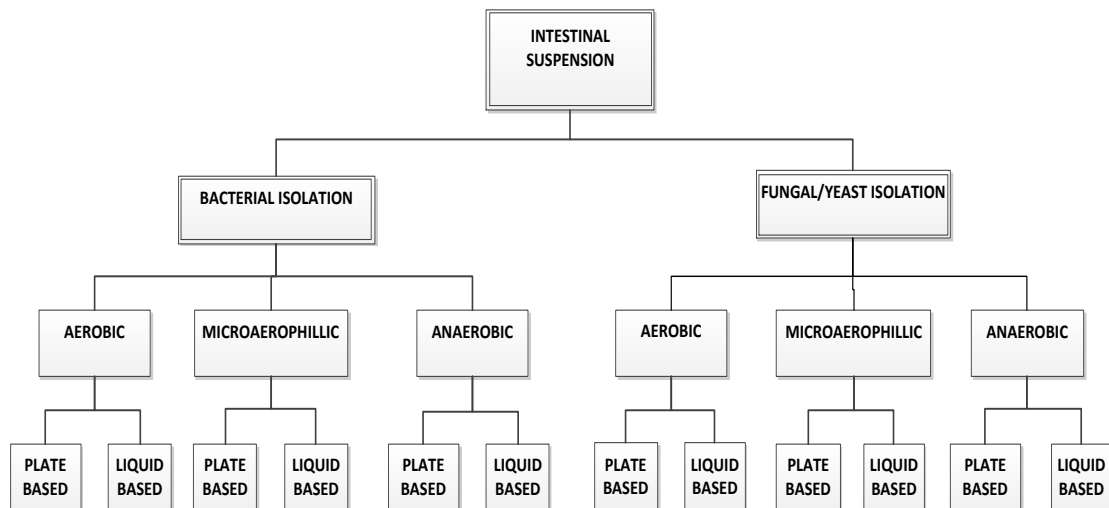 INTESTINAL
SUSPENSION
BACTERIAL ISOLATION
FUNGAL/YEAST ISOLATION
AEROBIC
MICROAEROPHILLIC
ANAEROBIC
AEROBIC
MICROAEROPHILLIC
ANAEROBIC
PLATE
BASED
LIQUID
BASED
PLATE
BASED
LIQUID
BASED
PLATE
BASED
LIQUID
BASED
PLATE
BASED
LIQUID
BASED
PLATE
BASED
LIQUID
BASED
PLATE
BASED
LIQUID
BASED